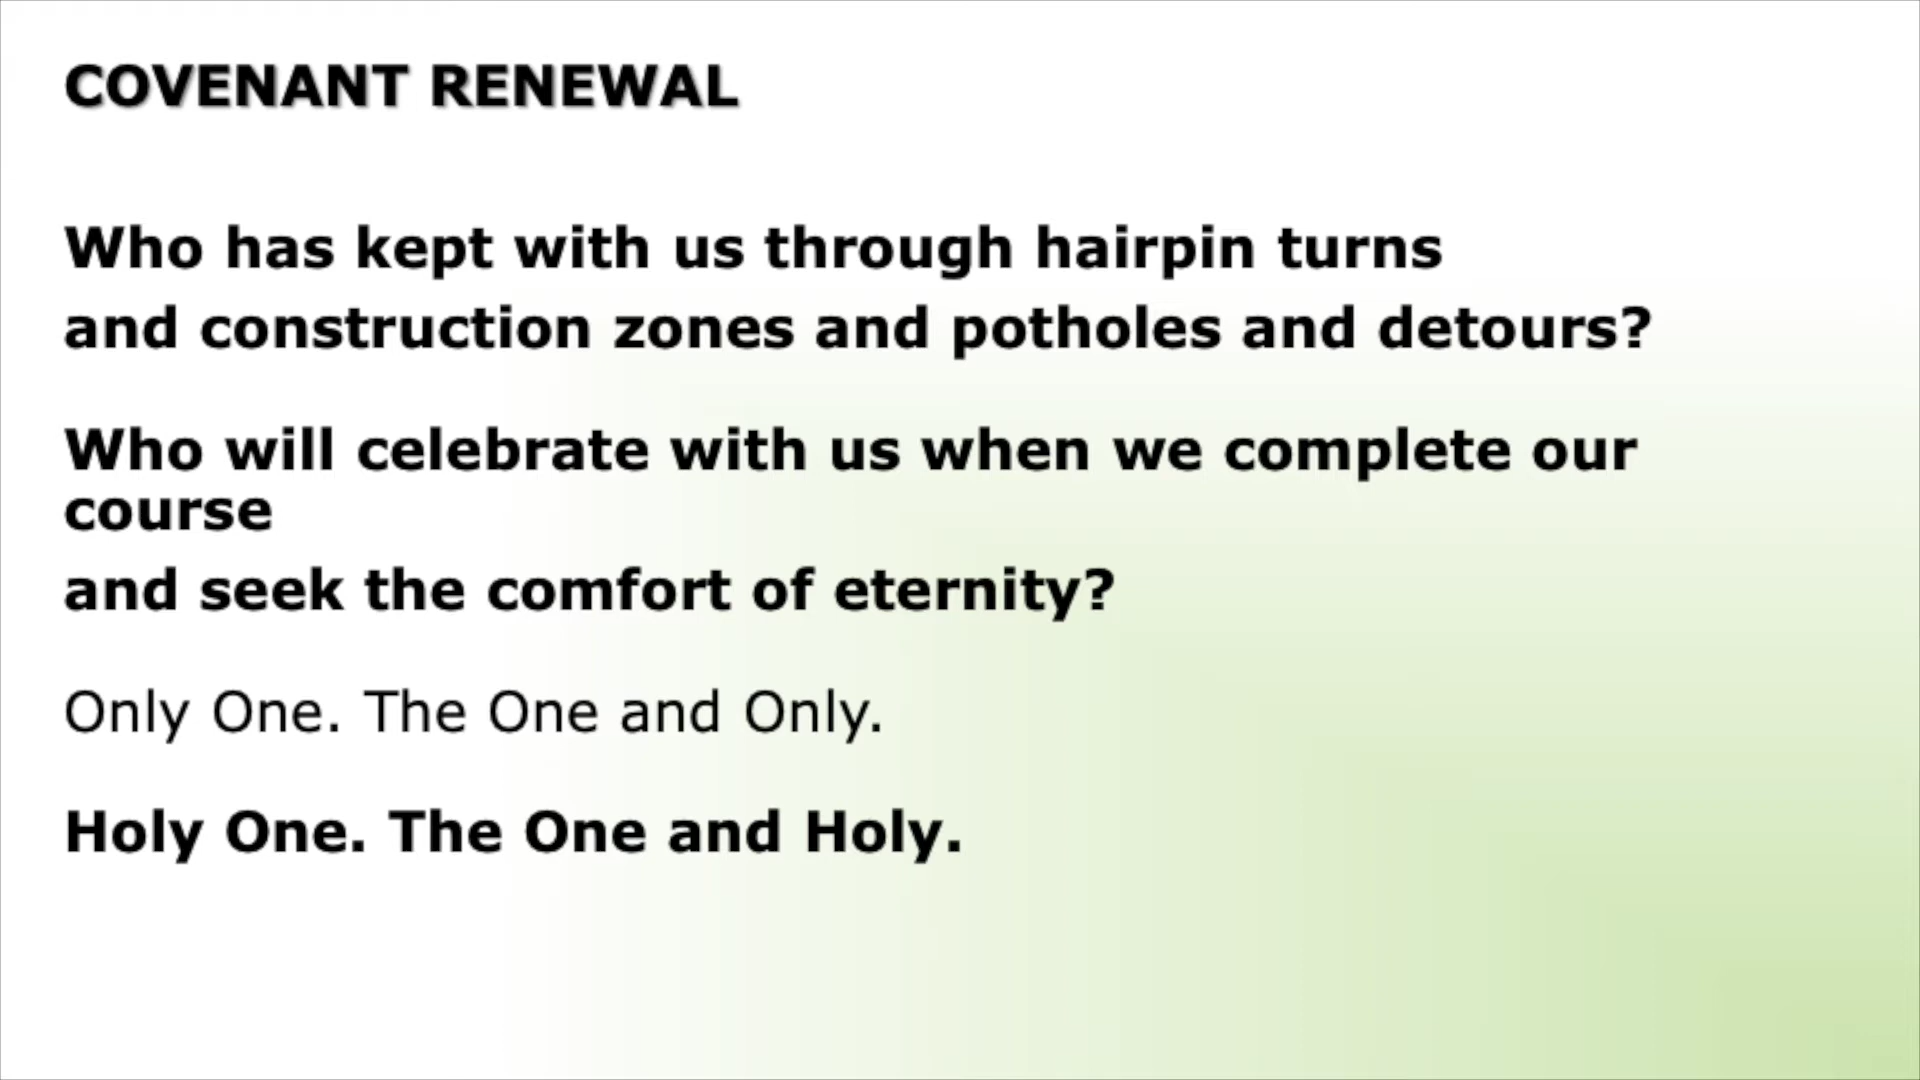 COVENANT RENEWAL
Who has kept with us through hairpin turns
and construction zones and potholes and detours?
Who will celebrate with us when we complete our
course
and seek the comfort of eternity?
Only One. The One and Only.
Holy One. The One and Holy.